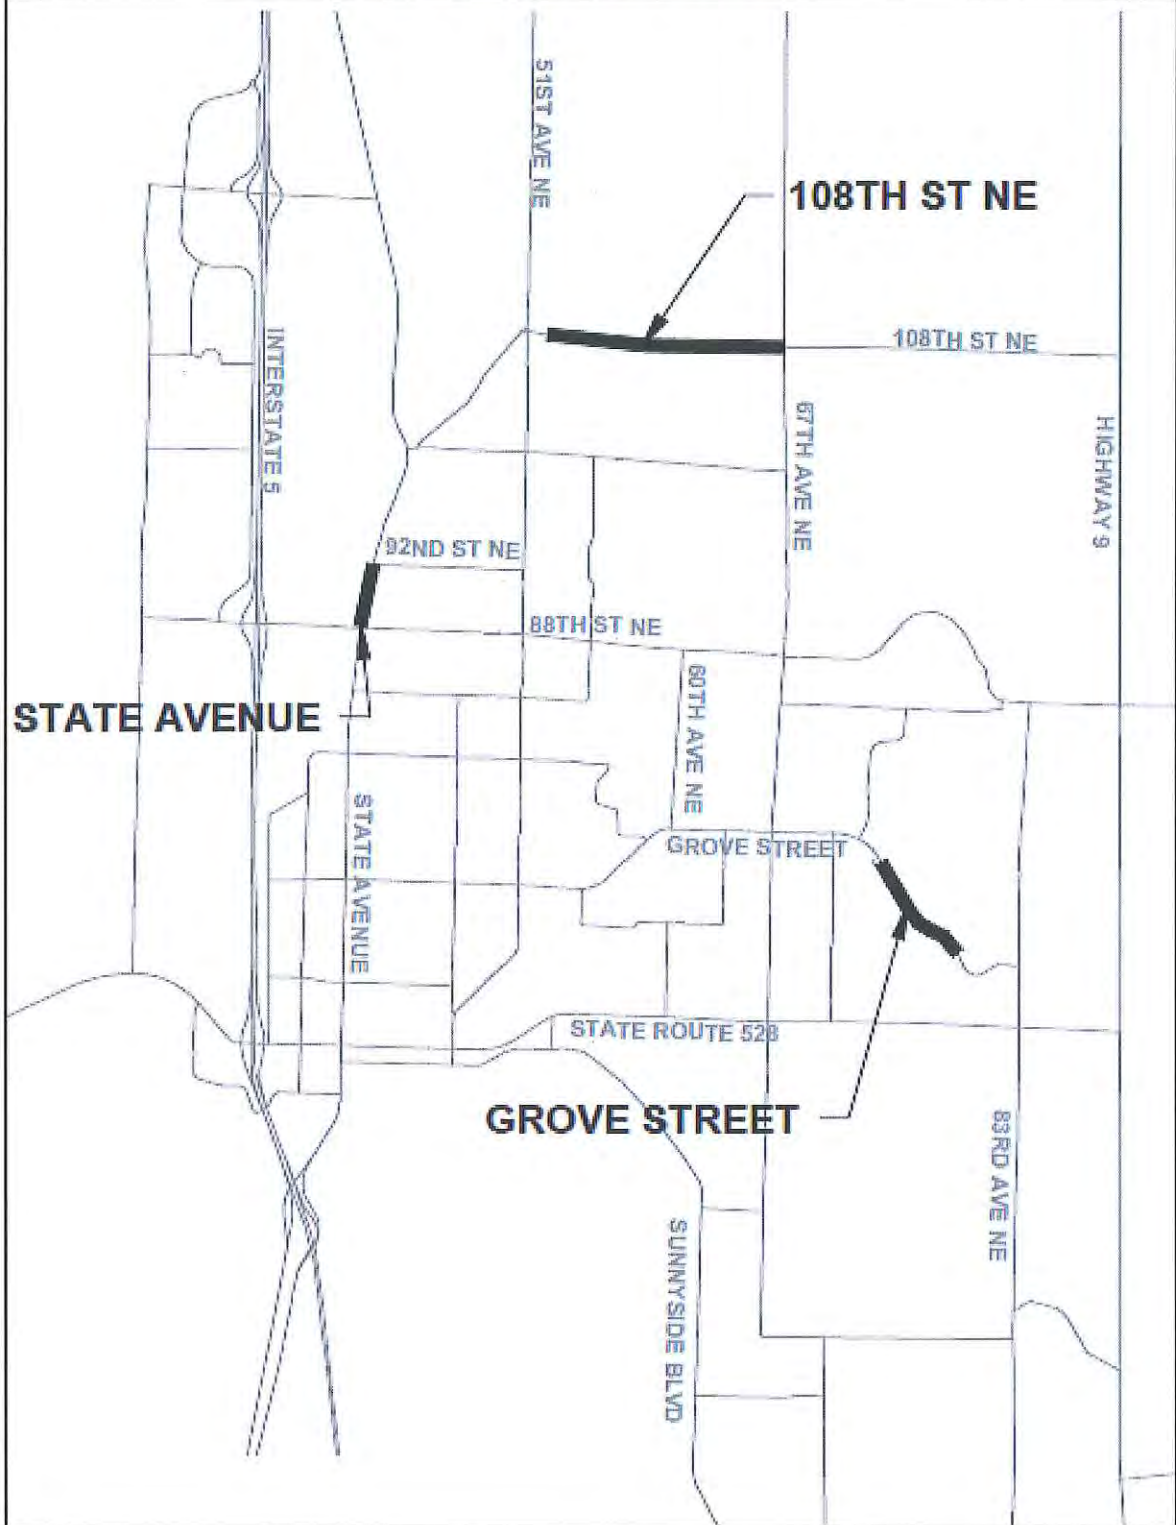 51ST AVE NE
108TH ST NE
INTERSTATE 5
108TH ST NE
67TH AVE NE
HIGHWAY 9
92ND ST NE
88TH ST NE
60TH AVE NE
STATE AVENUE
STATE AVENUE
GROVE STREET
STATE ROUTE 528
GROVE STREET
83RD AVE NE
SUNNYSIDE BLVD